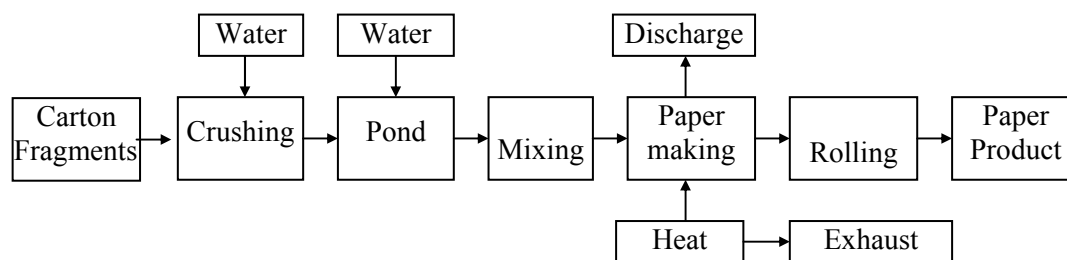 Water
Water
Discharge
Carton
Fragments
Crushing
Pond
Mixing
Paper
making
Rolling
Paper
Product
Heat
Exhaust